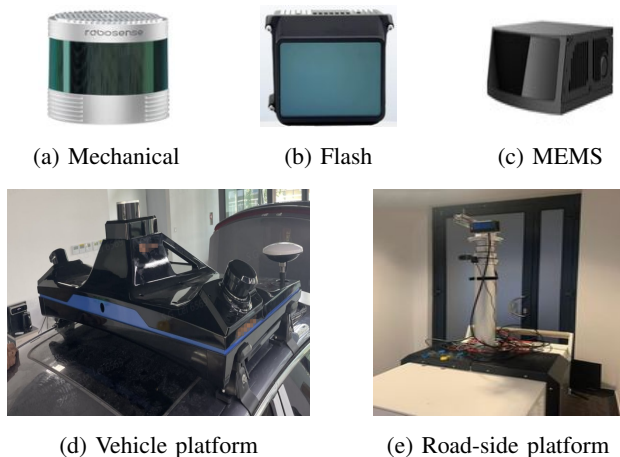 robosense
(a) Mechanical
(b) Flash
(c) MEMS
(d) Vehicle platform
(e) Road-side platform